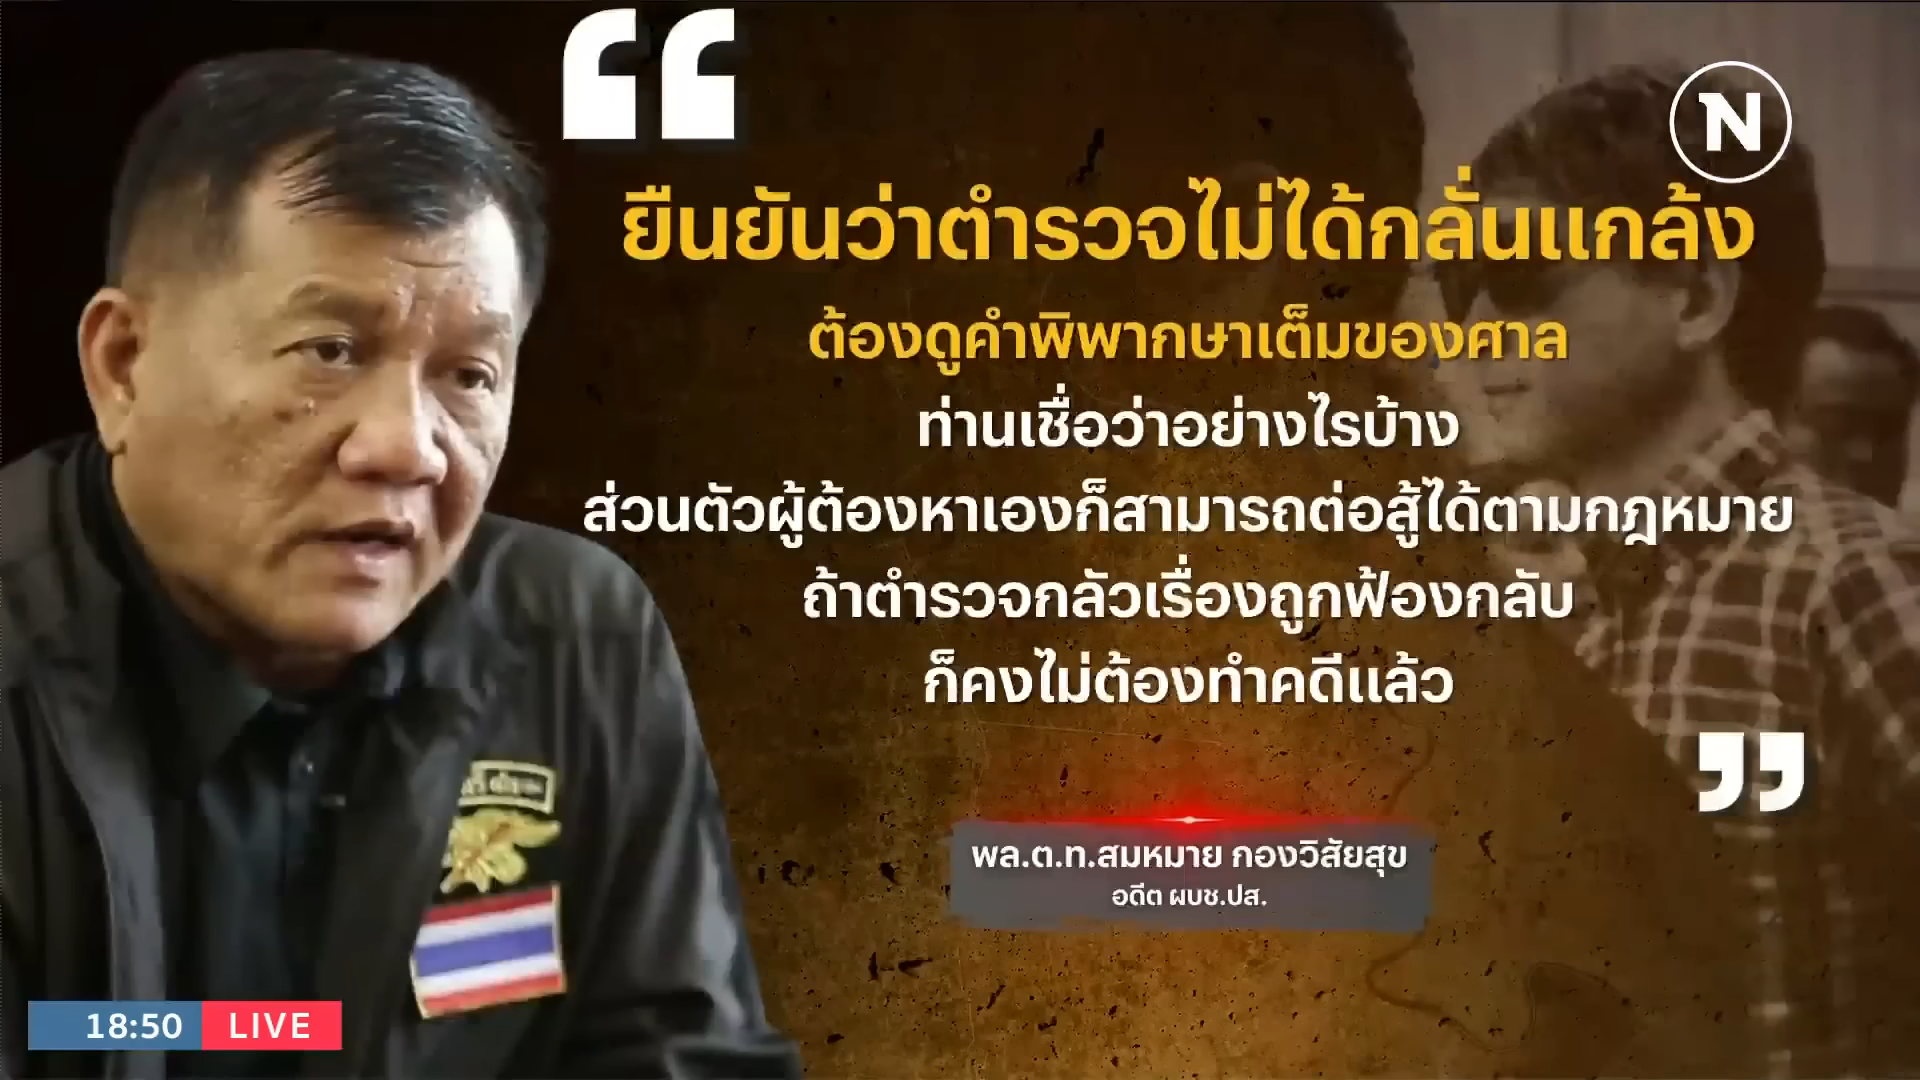 N
ยืนยันว่าตำรวจไม่ได้กลั่นแกล้ง
ต้องดูคำพิพากษาเต็มของศาล
ท่านเชื่อว่าอย่างไรบ้าง
ส่วนตัวผู้ต้องหาเองก็สามารถต่อสู้ได้ตามกฎหมาย
ถ้าตำรวจกลัวเรื่องถูกฟ้องกลับ
ก็คงไม่ต้องทำคดีแล้ว
พล.ต.ท.สมหมาย กองวิสัยสุข
อดีต ผบช.ปส.
18:50 LIVE